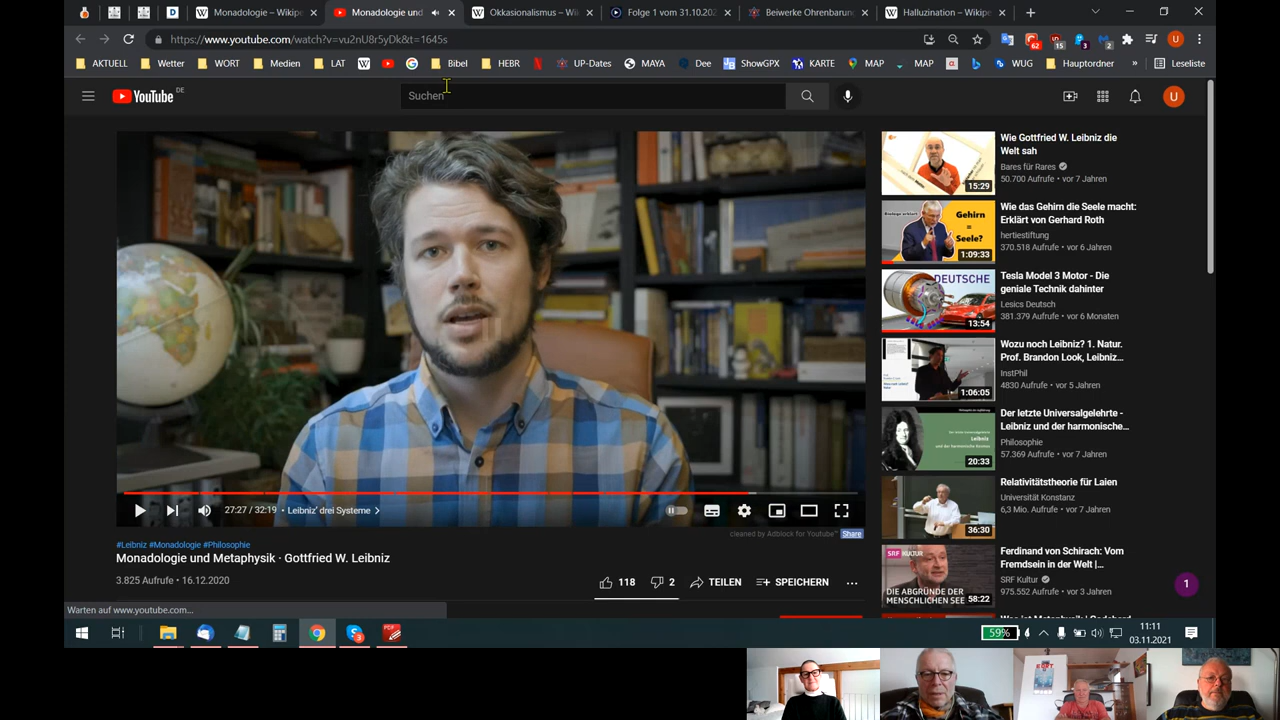 Monadologie – Wikipe
Monadologie und
Okkasionalismus – Wi
Folge 1 vom 31.10.202
Beiwerke Ohrenbarung
Halluzination – Wikipe
https://www.youtube.com/watch?v=vu2nU8r5yDk&t=1645s
62
15
3
2
U
AKTUELL
Wetter
WORT
Medien
LAT
Bibel
HEBR
UP-Dates
MAYA
Dee
ShowGPX
KARTE
MAP
MAP
WUG
Hauptordner
»
Leseliste
YouTube DE
Suchen
U
27:27 / 32:19 • Leibniz' drei Systeme
cleaned by Adblock for Youtube™ Share
#Leibniz #Monadologie #Philosophie
Monadologie und Metaphysik · Gottfried W. Leibniz
3.825 Aufrufe • 16.12.2020
118
2
TEILEN
SPEICHERN
15:29
Wie Gottfried W. Leibniz die
Welt sah
Bares für Rares
50.700 Aufrufe • vor 7 Jahren
Gehirn
=
Seele?
1:09:33
Wie das Gehirn die Seele macht:
Erklärt von Gerhard Roth
hertiestiftung
370.518 Aufrufe • vor 6 Jahren
DEUTSCHE
13:54
Tesla Model 3 Motor - Die
geniale Technik dahinter
Lesics Deutsch
381.379 Aufrufe • vor 6 Monaten
1:06:05
Wozu noch Leibniz? 1. Natur.
Prof. Brandon Look, Leibniz...
InstPhil
4830 Aufrufe • vor 5 Jahren
Leibniz
und der harmonische Kosmos
20:33
Der letzte Universalgelehrte -
Leibniz und der harmonische...
Philosophie
57.369 Aufrufe • vor 7 Jahren
36:30
Relativitätstheorie für Laien
Universität Konstanz
6,3 Mio. Aufrufe • vor 7 Jahren
SRF KULTUR
DIE ABGRÜNDE DER
MENSCHLICHEN SEE
58:22
Ferdinand von Schirach: Vom
Fremdsein in der Welt |...
SRF Kultur
975.552 Aufrufe • vor 3 Jahren
1
Warten auf www.youtube.com...
59%
11:11
03.11.2021